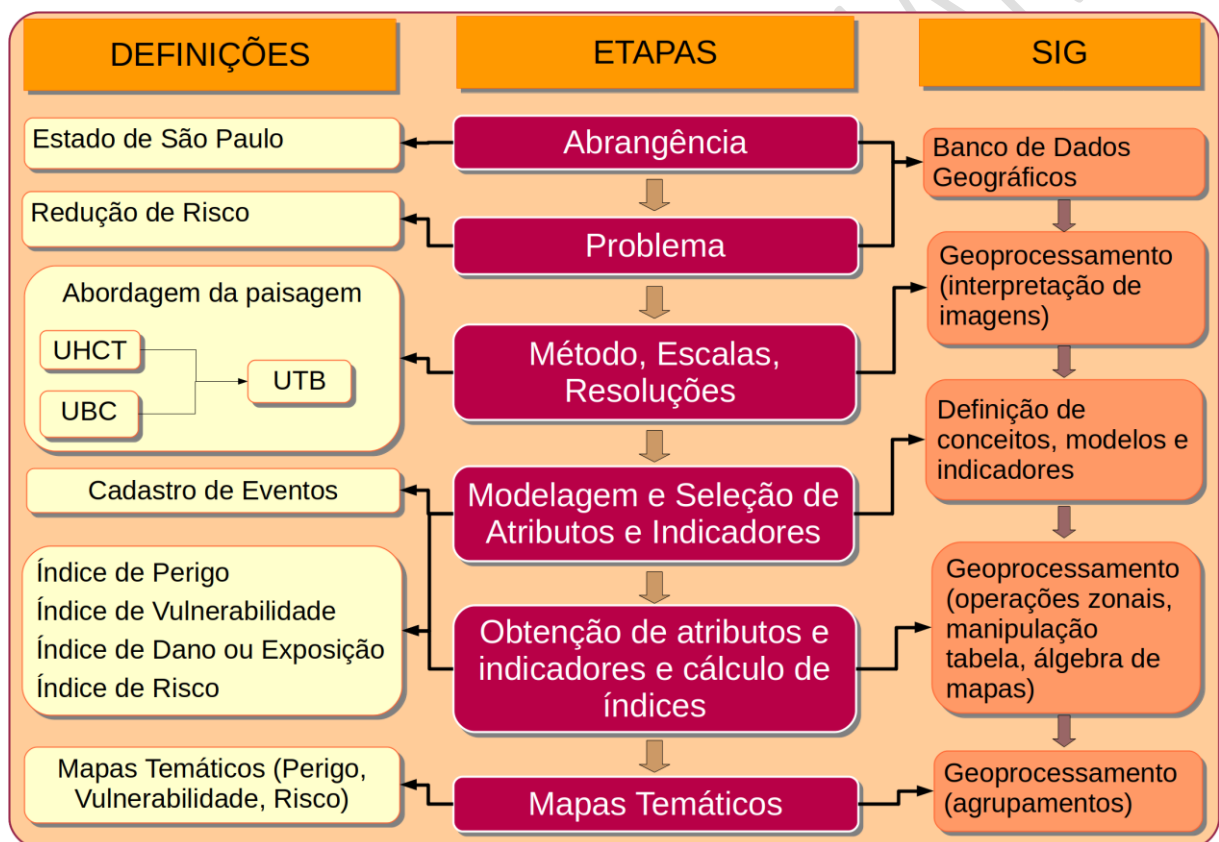 DEFINIÇÕES
ETAPAS
SIG
Estado de São Paulo
Abrangência
Banco de Dados
Geográficos
Redução de Risco
Problema
Geoprocessamento
(interpretação de
imagens)
Abordagem da paisagem
UHCT
UBC
UTB
Método, Escalas,
Resoluções
Definição de
conceitos, modelos e
indicadores
Cadastro de Eventos
Modelagem e Seleção de
Atributos e Indicadores
Índice de Perigo
Índice de Vulnerabilidade
Índice de Dano ou Exposição
Índice de Risco
Obtenção de atributos e
indicadores e cálculo de
índices
Geoprocessamento
(operações zonais,
manipulação
tabela, álgebra de
mapas)
Mapas Temáticos (Perigo,
Vulnerabilidade, Risco)
Mapas Temáticos
Geoprocessamento
(agrupamentos)